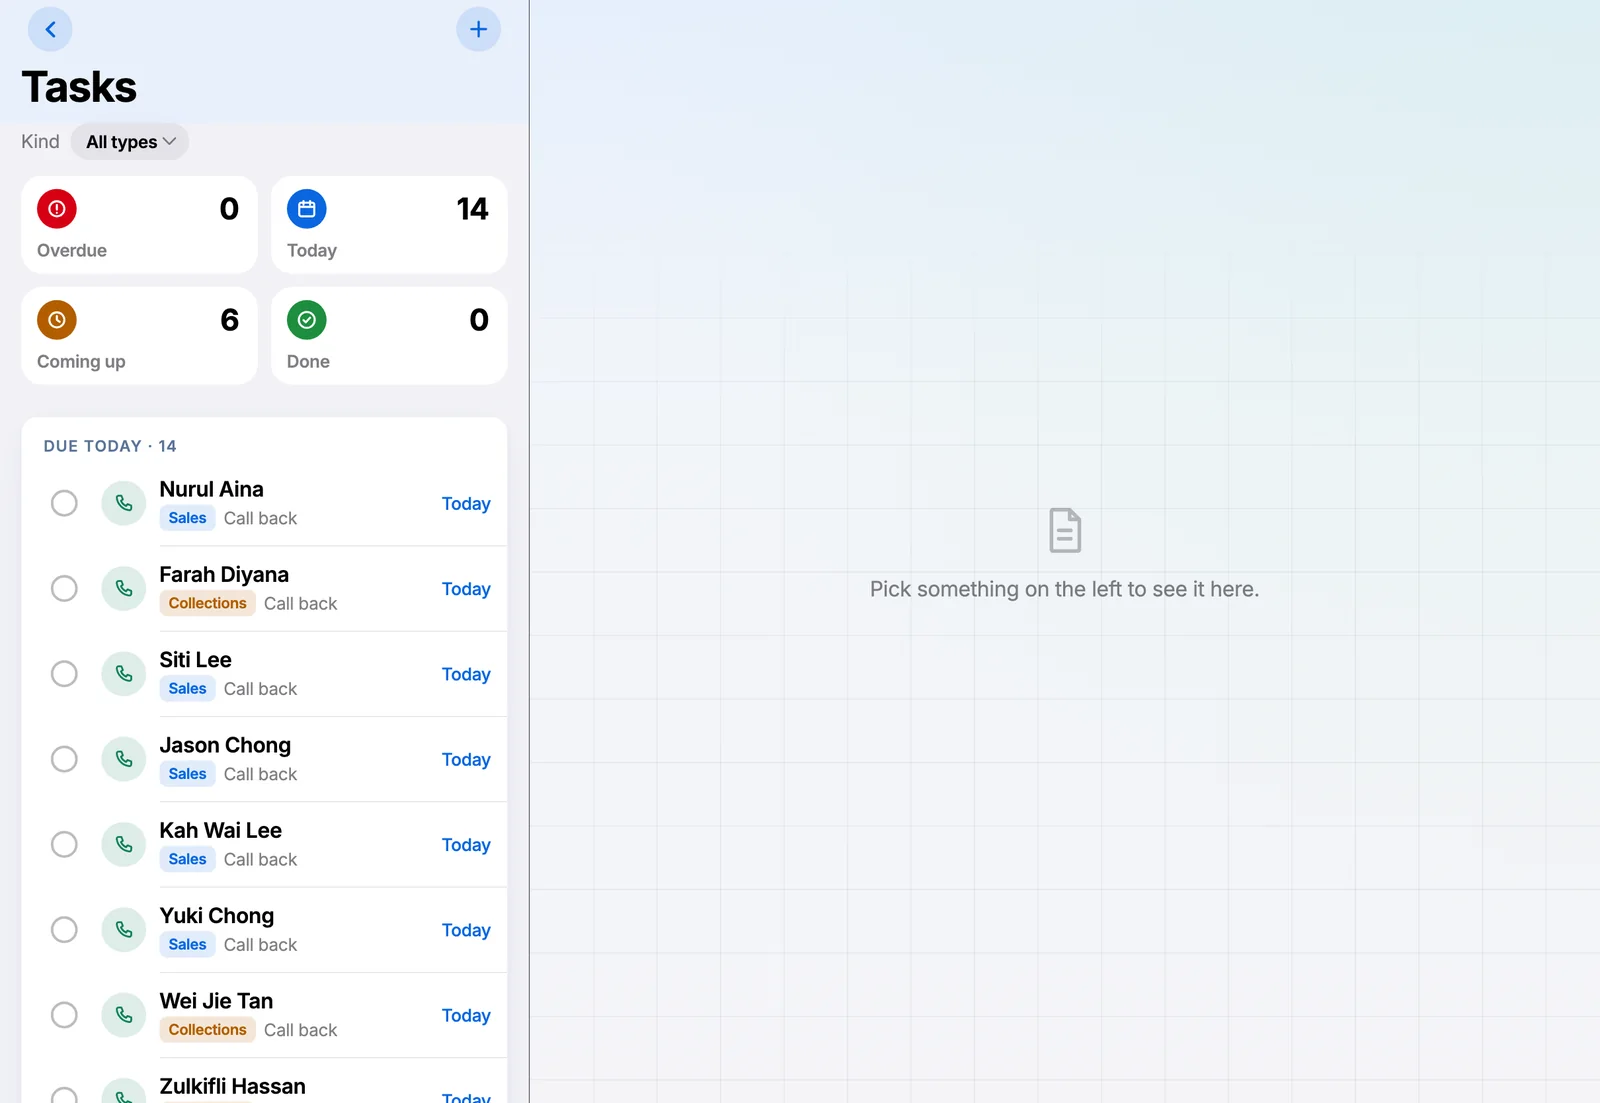 Tasks
Kind All types
0
Overdue
14
Today
6
Coming up
0
Done
DUE TODAY · 14
Nurul Aina
Sales Call back
Today
Farah Diyana
Collections Call back
Today
Siti Lee
Sales Call back
Today
Jason Chong
Sales Call back
Today
Kah Wai Lee
Sales Call back
Today
Yuki Chong
Sales Call back
Today
Wei Jie Tan
Collections Call back
Today
Zulkifli Hassan
Today
Pick something on the left to see it here.